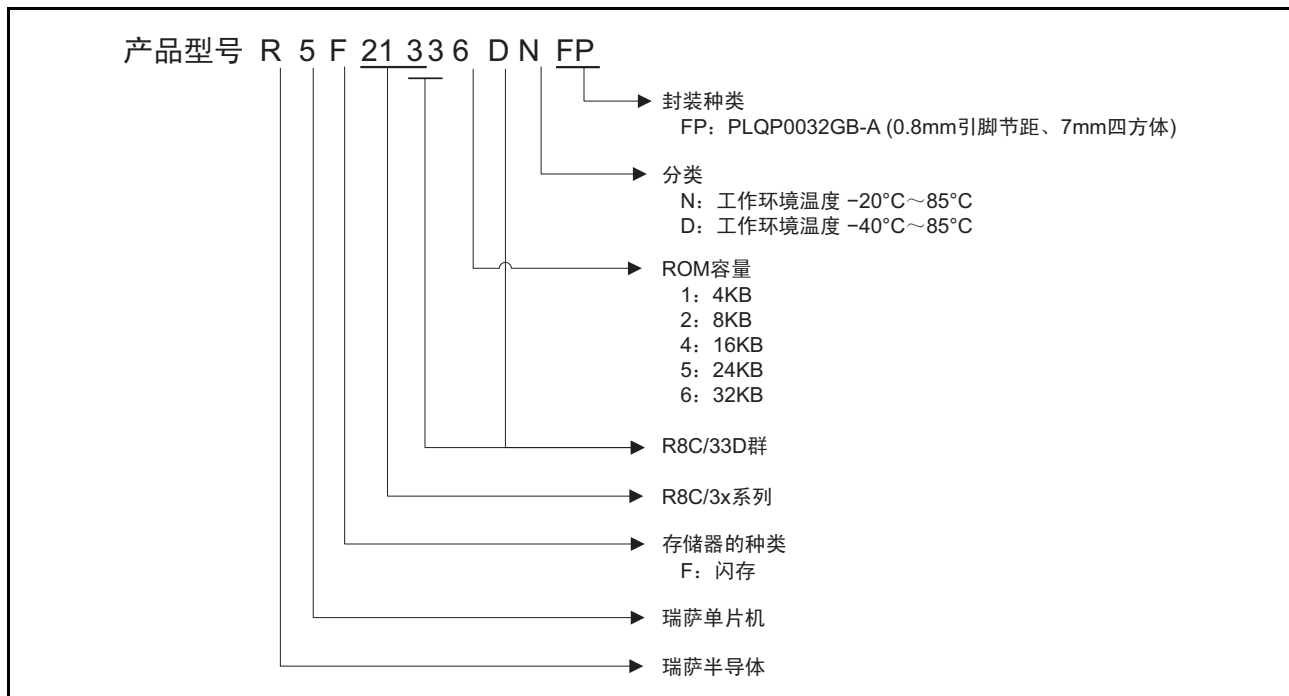 产品型号 R 5 F 21 3 3 6 D N FP
封装种类
FP：PLQP0032GB-A (0.8mm引脚节距、7mm四方体)
分类
N：工作环境温度 −20°C～85°C
D：工作环境温度 −40°C～85°C
ROM容量
1：4KB
2：8KB
4：16KB
5：24KB
6：32KB
R8C/33D群
R8C/3x系列
存储器的种类
F：闪存
瑞萨单片机
瑞萨半导体